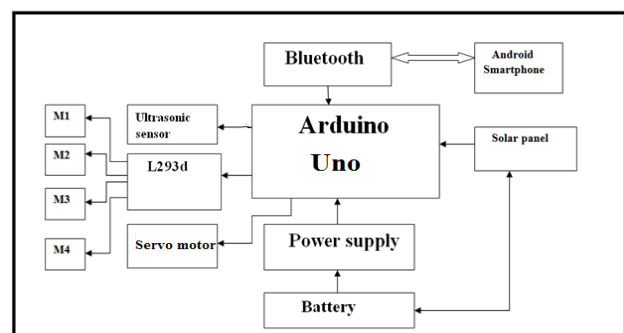 Bluetooth
Android
Smartphone
M1
Ultrasonic
sensor
Arduino
Uno
Solar panel
M2
L293d
M3
Servo motor
Power supply
M4
Battery